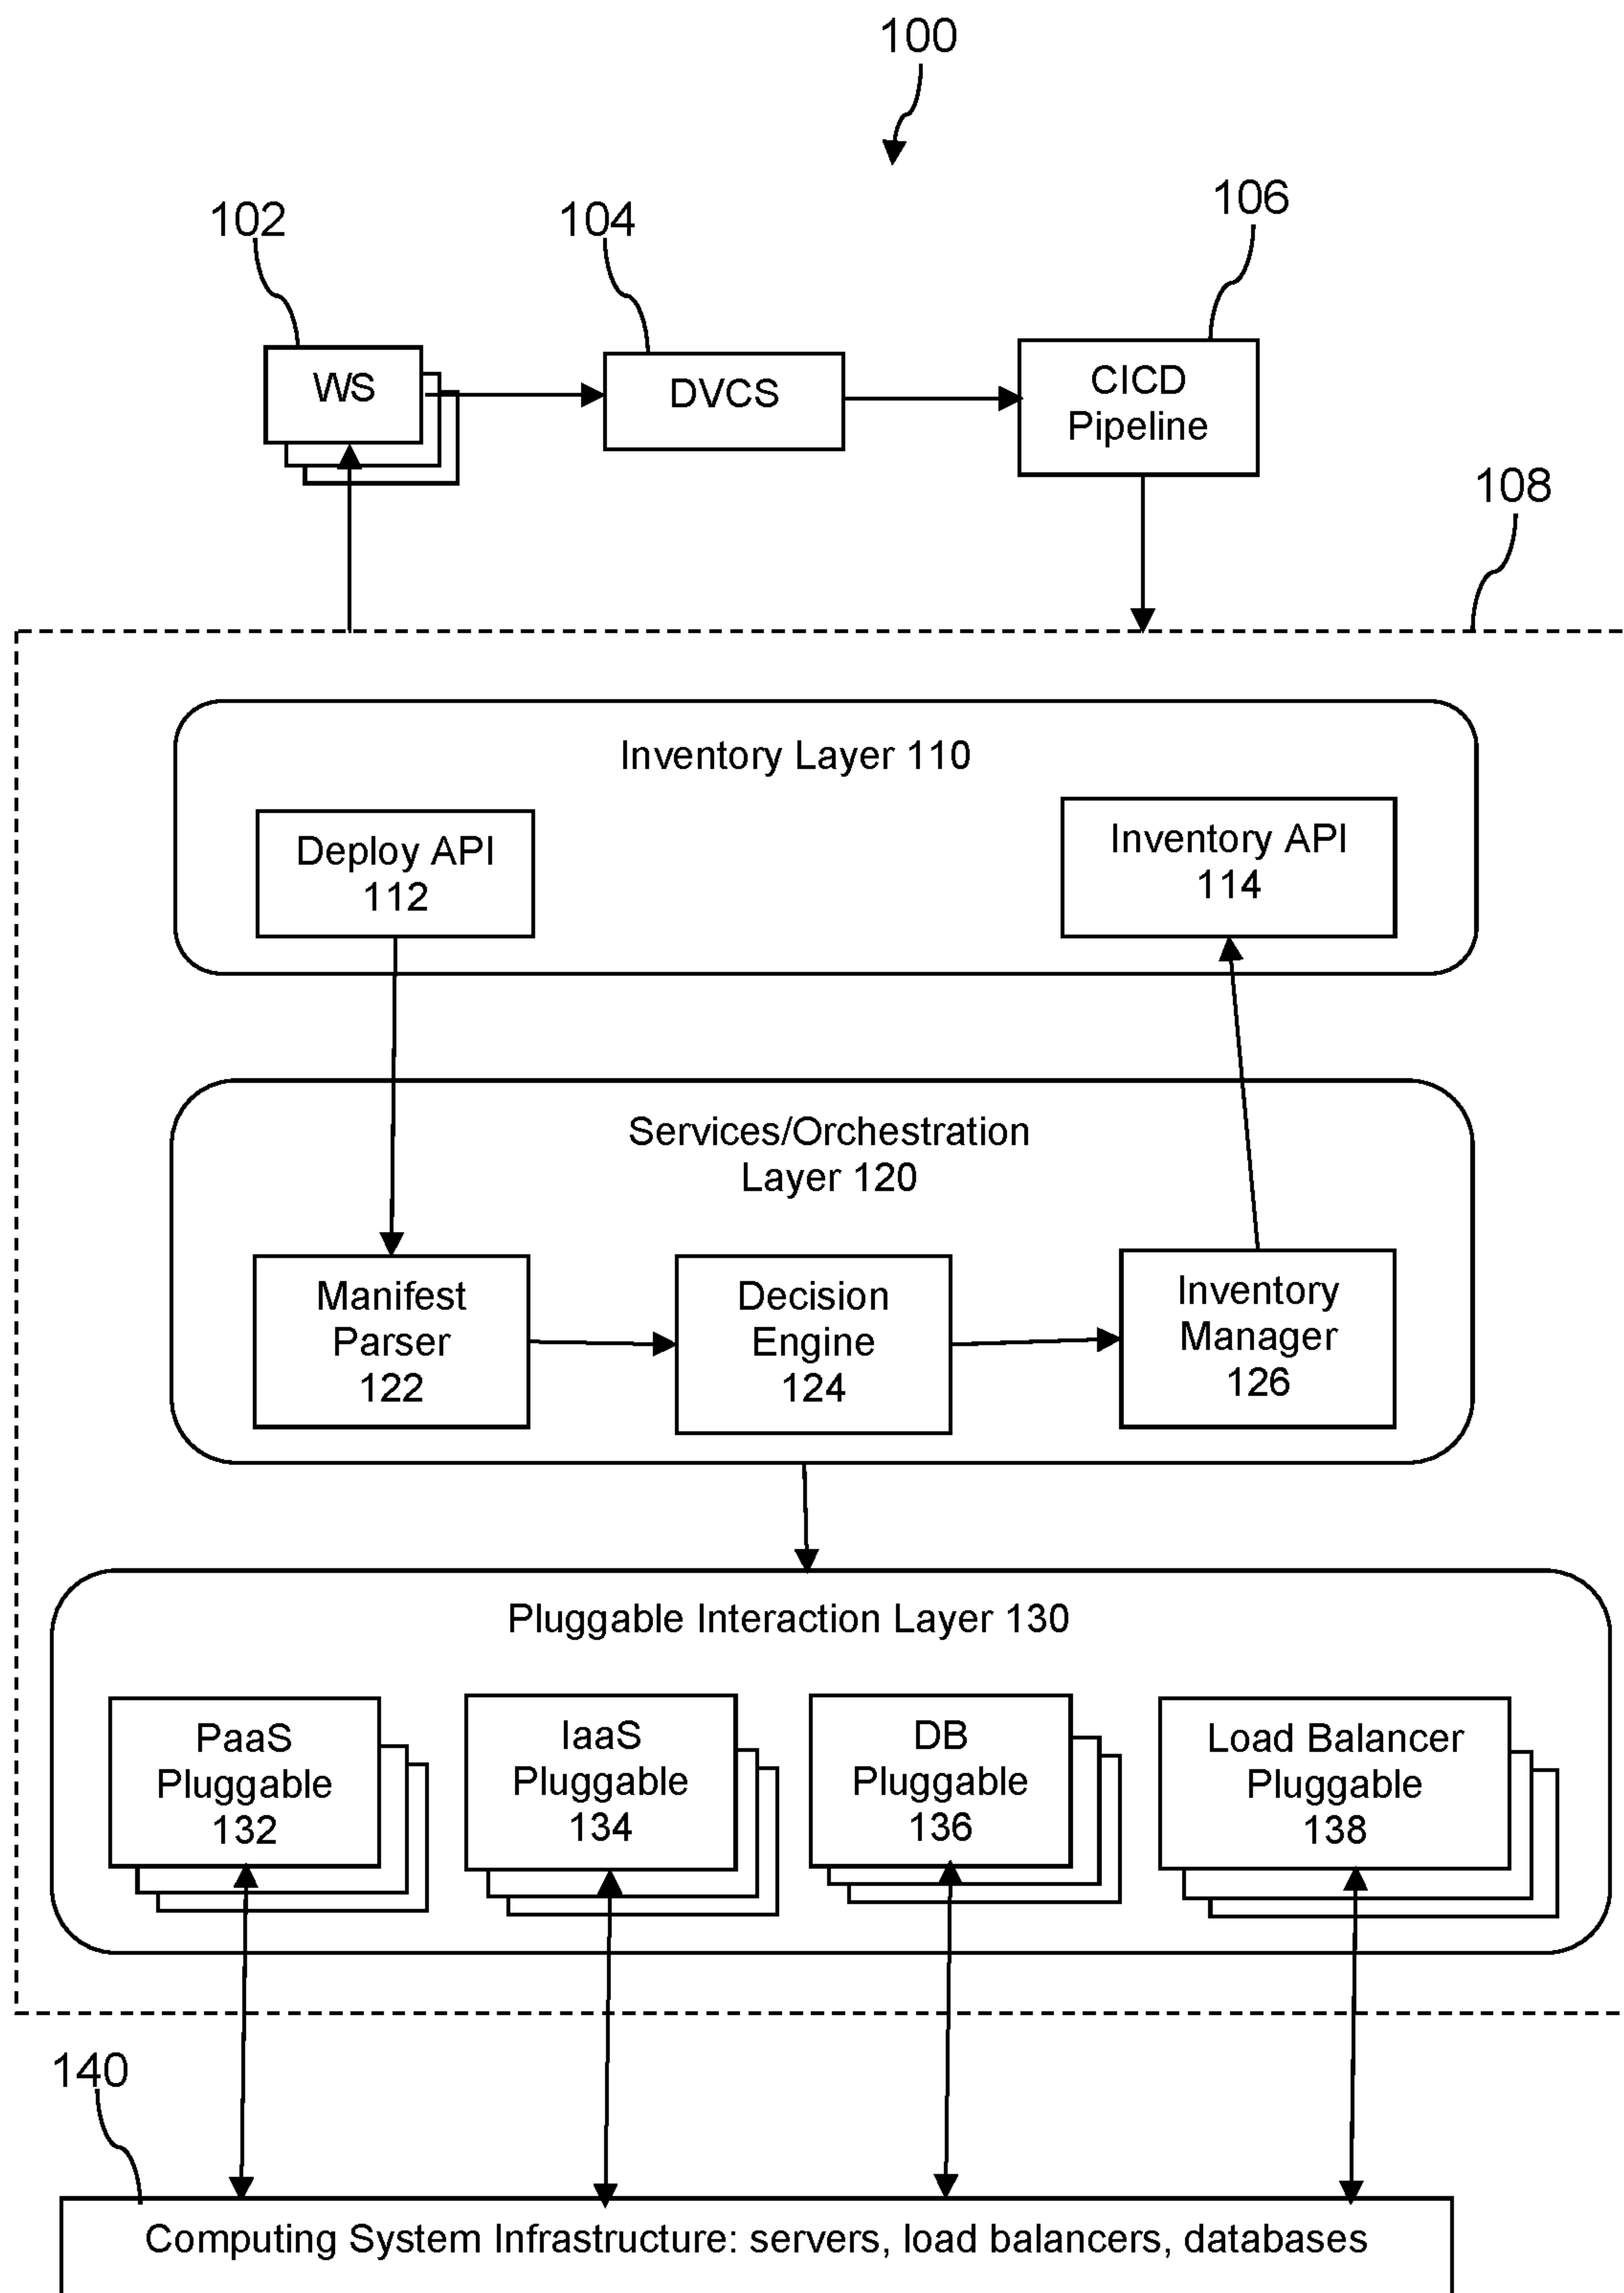 100
102
104
106
WS
DVCS
CICD
Pipeline
108
Inventory Layer 110
Deploy API
112
Inventory API
114
Services/Orchestration
Layer 120
Manifest
Parser
122
Decision
Engine
124
Inventory
Manager
126
Pluggable Interaction Layer 130
PaaS
Pluggable
132
IaaS
Pluggable
134
DB
Pluggable
136
Load Balancer
Pluggable
138
140
Computing System Infrastructure: servers, load balancers, databases